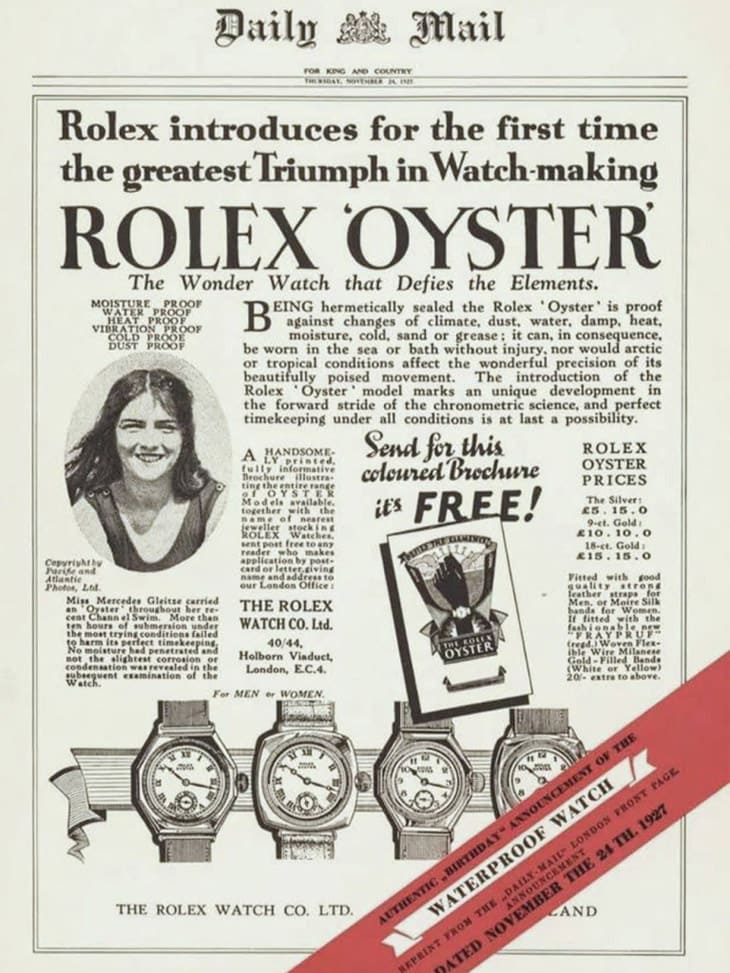 Daily Mail
FOR KING AND COUNTRY
THURSDAY, NOVEMBER 24, 1927.
Rolex introduces for the first time
the greatest Triumph in Watch-making
ROLEX 'OYSTER'
The Wonder Watch that Defies the Elements.
MOISTURE PROOF
WATER PROOF
HEAT PROOF
VIBRATION PROOF
COLD PROOF
DUST PROOF
BEING hermetically sealed the Rolex 'Oyster' is proof
against changes of climate, dust, water, damp, heat,
moisture, cold, sand or grease; it can, in consequence,
be worn in the sea or bath without injury, nor would arctic
or tropical conditions affect the wonderful precision of its
beautifully poised movement. The introduction of the
Rolex 'Oyster' model marks an unique development in
the forward stride of the chronometric science, and perfect
timekeeping under all conditions is at last a possibility.
Copyright by
Pacific and
Atlantic
Photos, Ltd.
Miss Mercedes Gleitze carried
an 'Oyster' throughout her re-
cent Channel Swim. More than
ten hours of submersion under
the most trying conditions failed
to harm its perfect timekeeping.
No moisture had penetrated and
not the slightest corrosion or
condensation was revealed in the
subsequent examination of the
Watch.
A HANDSOME-
LY printed,
fully informative
Brochure illustra-
ting the entire range
of OYSTER
Models available,
together with the
name of nearest
jeweller stocking
ROLEX Watches,
sent post free to any
reader who makes
application by post-
card or letter, giving
name and address to
our London Office:
THE ROLEX
WATCH CO. Ltd.
40/44,
Holborn Viaduct,
London, E.C.4.
Send for this
coloured Brochure
it's FREE!
DEFIES THE ELEMENTS
THE ROLEX
OYSTER
ROLEX
OYSTER
PRICES
The Silver:
£5.15.0
9-ct. Gold:
£10.10.0
18-ct. Gold:
£15.15.0
Fitted with good
quality strong
leather straps for
Men, or Moire Silk
bands for Women.
If fitted with the
fashionable new
"FRAYPRUF"
(regd.) Woven Flex-
ible Wire Milanese
Gold-Filled Bands
(White or Yellow)
20/- extra to above.
For MEN or WOMEN.
THE ROLEX WATCH CO. LTD.
LAND
AUTHENTIC „BIRTHDAY" ANNOUNCEMENT OF THE
WATERPROOF WATCH
REPRINT FROM THE „DAILY-MAIL" LONDON FRONT PAGE,
ANNOUNCEMENT
DATED NOVEMBER THE 24 TH. 1927